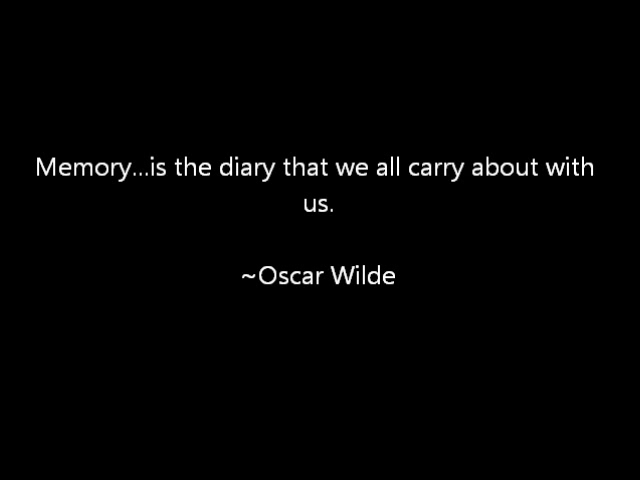 Memory...is the diary that we all carry about with
us.
~Oscar Wilde